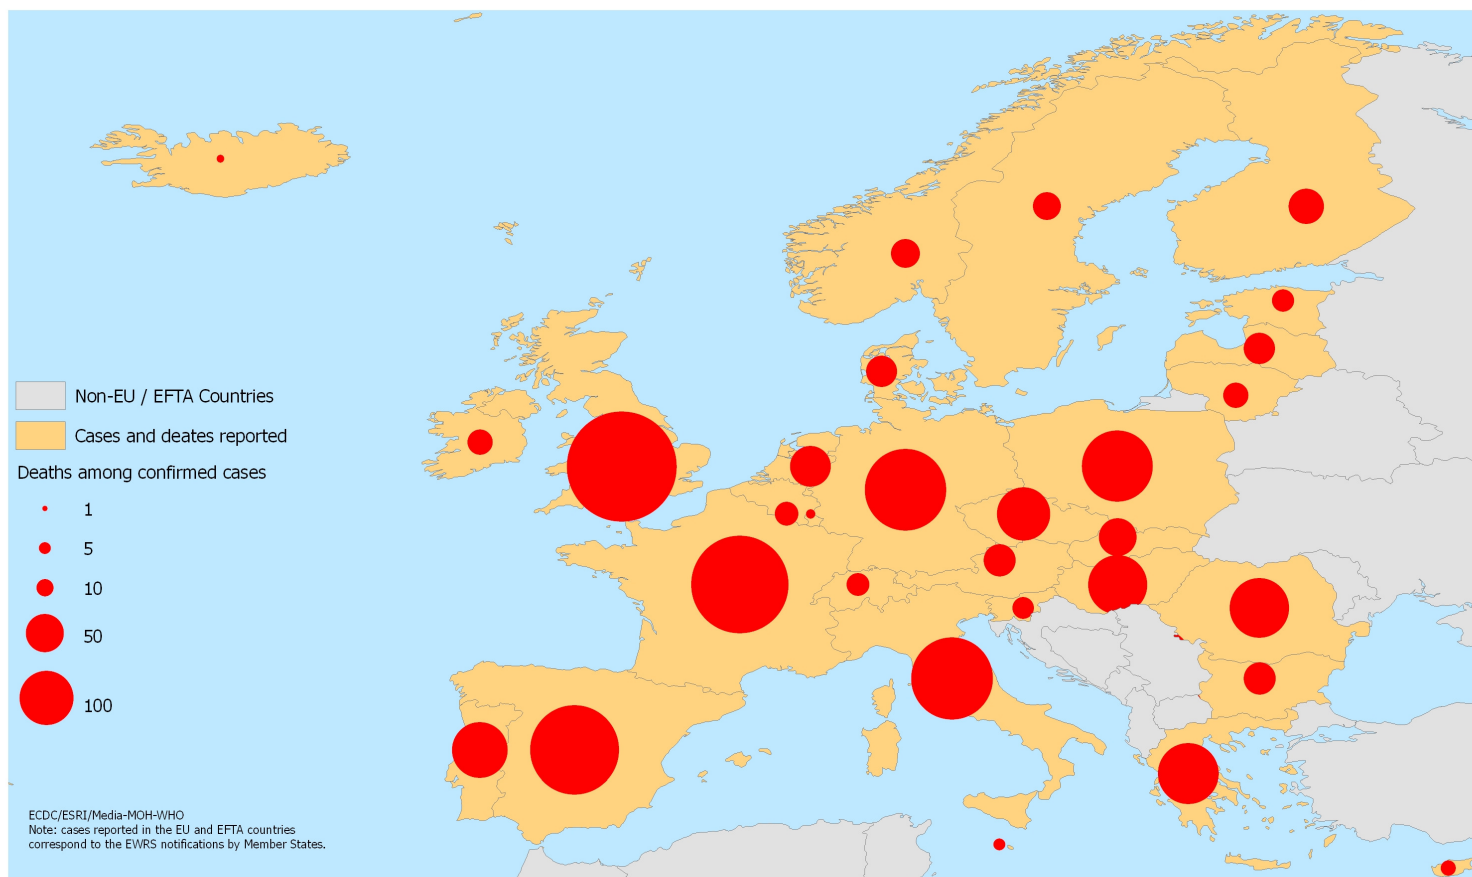 Non-EU / EFTA Countries
Cases and deates reported
Deaths among confirmed cases
1
5
10
50
100
ECDC/ESRI/Media-MOH-WHO
Note: cases reported in the EU and EFTA countries
correspond to the EWRS notifications by Member States.